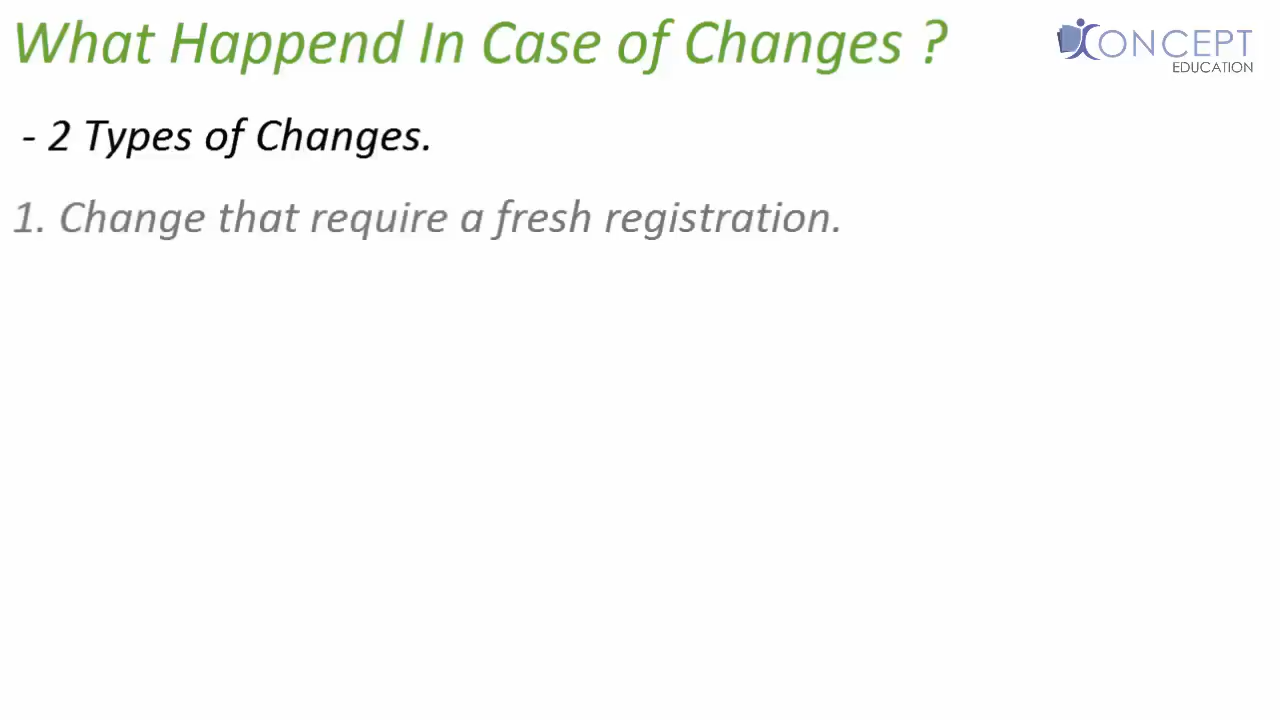 What Happend In Case of Changes ?
CONCEPT
EDUCATION
- 2 Types of Changes.
1. Change that require a fresh registration.